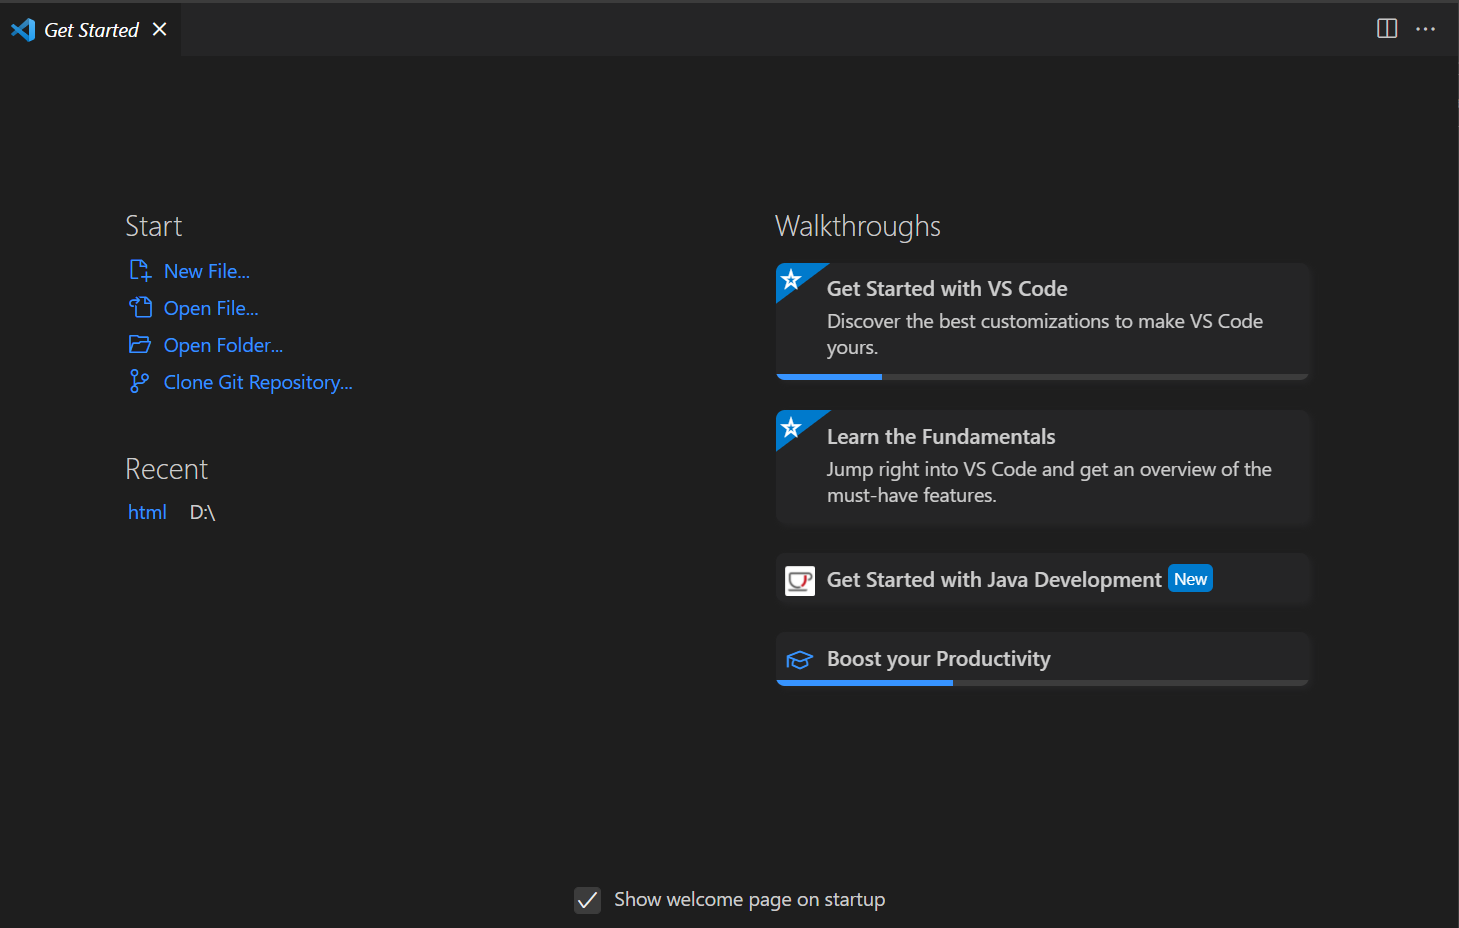 Get Started
Start
New File...
Open File...
Open Folder...
Clone Git Repository...
Recent
html D:\
Walkthroughs
Get Started with VS Code
Discover the best customizations to make VS Code
yours.
Learn the Fundamentals
Jump right into VS Code and get an overview of the
must-have features.
Get Started with Java Development New
Boost your Productivity
Show welcome page on startup